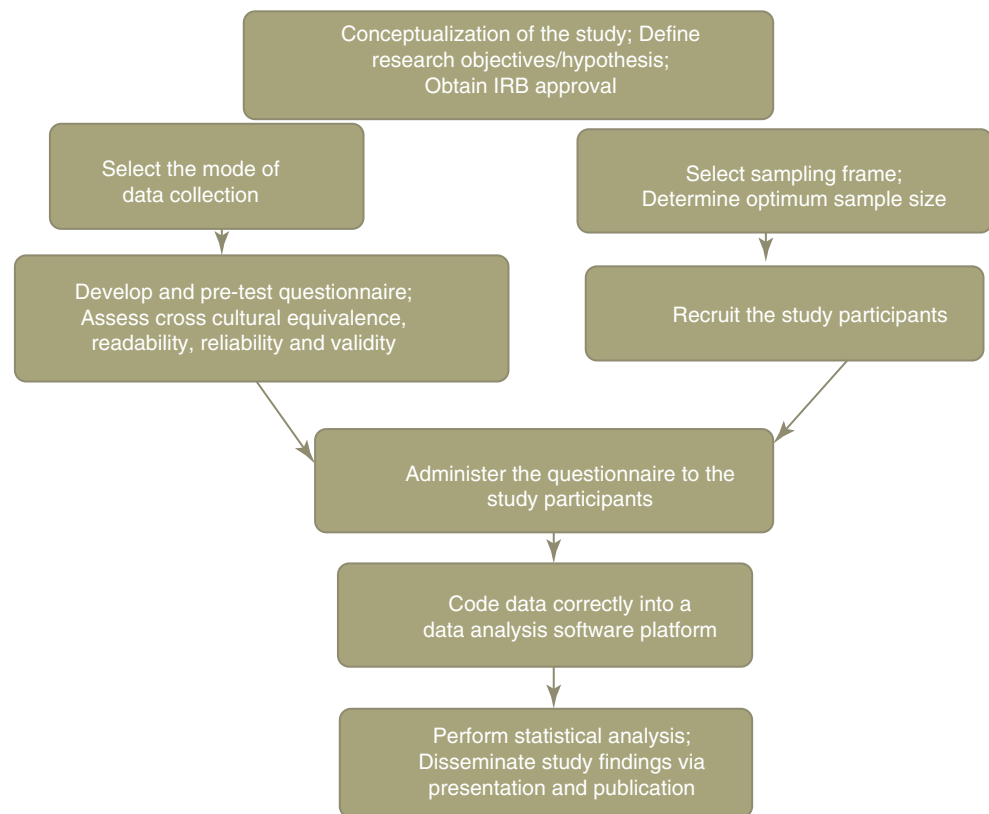 Conceptualization of the study; Define
research objectives/hypothesis;
Obtain IRB approval
Select the mode of
data collection
Select sampling frame;
Determine optimum sample size
Develop and pre-test questionnaire;
Assess cross cultural equivalence,
readability, reliability and validity
Recruit the study participants
Administer the questionnaire to the
study participants
Code data correctly into a
data analysis software platform
Perform statistical analysis;
Disseminate study findings via
presentation and publication